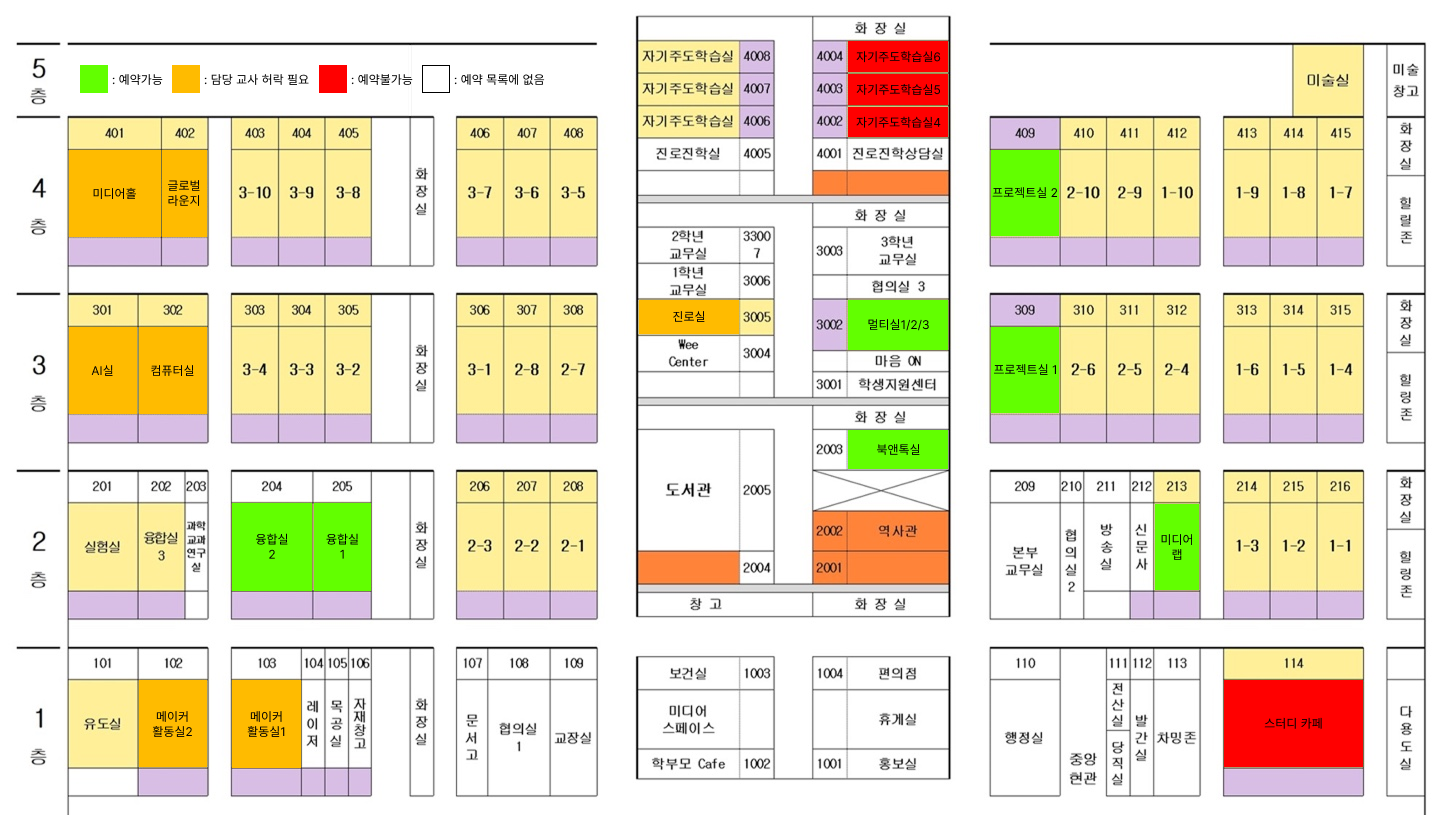 5
층
: 예약가능
: 담당 교사 허락 필요
: 예약불가능
: 예약 목록에 없음
미술실
미술
창고
4
층
401
402
미디어홀
글로벌
라운지
403
404
405
3-10
3-9
3-8
화
장
실
406
407
408
3-7
3-6
3-5
화 장 실
자기주도학습실
4008
4004
자기주도학습실6
자기주도학습실
4007
4003
자기주도학습실5
자기주도학습실
4006
4002
자기주도학습실4
진로진학실
4005
4001
진로진학상담실
409
410
411
412
프로젝트실 2
2-10
2-9
1-10
413
414
415
1-9
1-8
1-7
화
장
실
힐
링
존
3
층
301
302
AI실
컴퓨터실
303
304
305
3-4
3-3
3-2
화
장
실
306
307
308
3-1
2-8
2-7
화 장 실
2학년
교무실
3300
7
3003
3학년
교무실
1학년
교무실
3006
협의실 3
진로실
3005
3002
멀티실1/2/3
Wee
Center
3004
마음 ON
3001
학생지원센터
309
310
311
312
프로젝트실 1
2-6
2-5
2-4
313
314
315
1-6
1-5
1-4
화
장
실
힐
링
존
2
층
201
202
203
실험실
융합실
3
과학
교과
연구
실
204
205
융합실
2
융합실
1
화
장
실
206
207
208
2-3
2-2
2-1
화 장 실
2003
북앤톡실
도서관
2005
2002
역사관
2004
2001
창 고
화 장 실
209
210
211
212
213
본부
교무실
협
의
실
2
방
송
실
신
문
사
미디어
랩
214
215
216
1-3
1-2
1-1
화
장
실
힐
링
존
1
층
101
102
유도실
메이커
활동실2
103
104
105
106
메이커
활동실1
레
이
저
목
공
실
자
재
창
고
화
장
실
107
108
109
문
서
고
협의실
1
교장실
보건실
1003
1004
편의점
미디어
스페이스
휴게실
학부모 Cafe
1002
1001
홍보실
110
111
112
113
행정실
중앙
현관
전
산
실
당
직
실
발
간
실
차밍존
114
스터디 카페
다
용
도
실